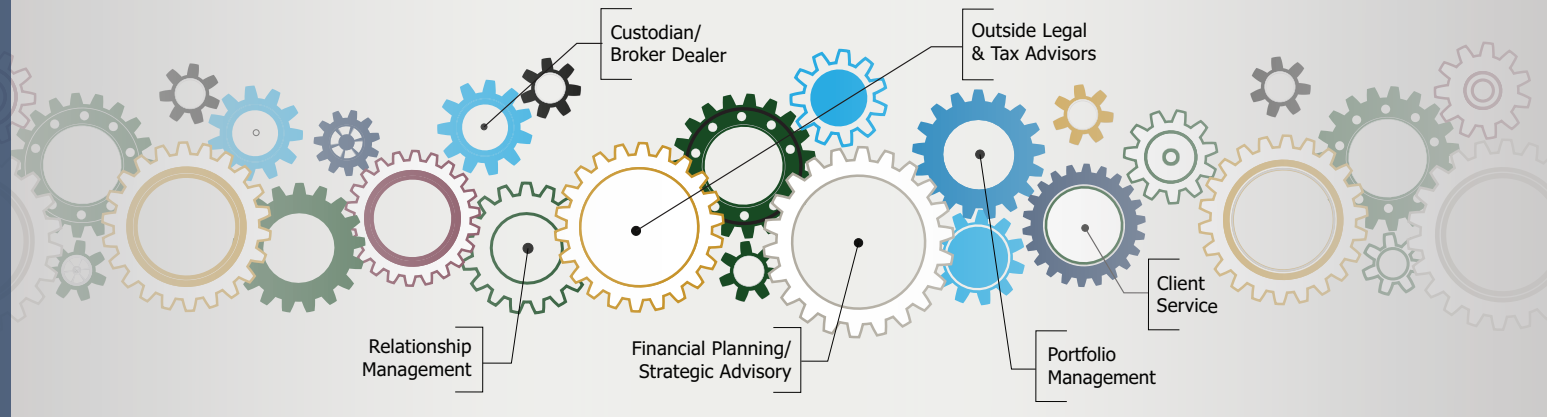 Custodian/
Broker Dealer
Outside Legal
& Tax Advisors
Client
Service
Relationship
Management
Financial Planning/
Strategic Advisory
Portfolio
Management